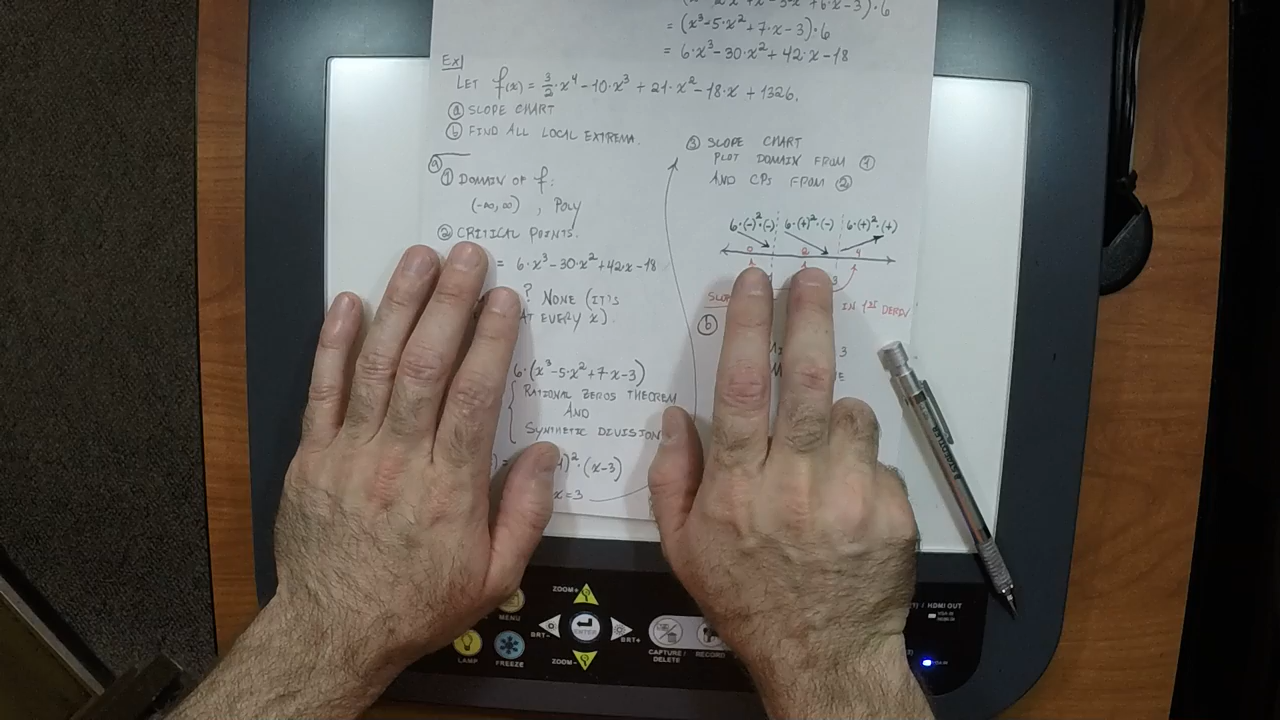 = (x³-5·x²+7·x-3)·6
= 6·x³-30·x²+42·x-18
Ex
LET f(x) = 3/2·x⁴-10·x³+21·x²-18·x+1326.
ⓐ SLOPE CHART
ⓑ FIND ALL LOCAL EXTREMA.
ⓐ
① DOMAIN OF f:
(-∞,∞) , POLY
② CRITICAL POINTS.
= 6·x³-30·x²+42·x-18
? NONE (IT'S
AT EVERY x).
6·(x³-5·x²+7·x-3)
RATIONAL ZEROS THEOREM
AND
SYNTHETIC DIVISION
)²·(x-3)
x=3
③ SLOPE CHART
PLOT DOMAIN FROM ①
AND CPs FROM ②
6·(-)²·(-) 6·(+)²·(-) 6·(+)²·(+)
0 2 4
IN 1ST DERIV
ⓑ
3
ZOOM+
MENU
ENTER
BRT- BRT+
LAMP FREEZE
ZOOM-
CAPTURE/
DELETE
RECORD
/ HDMI OUT